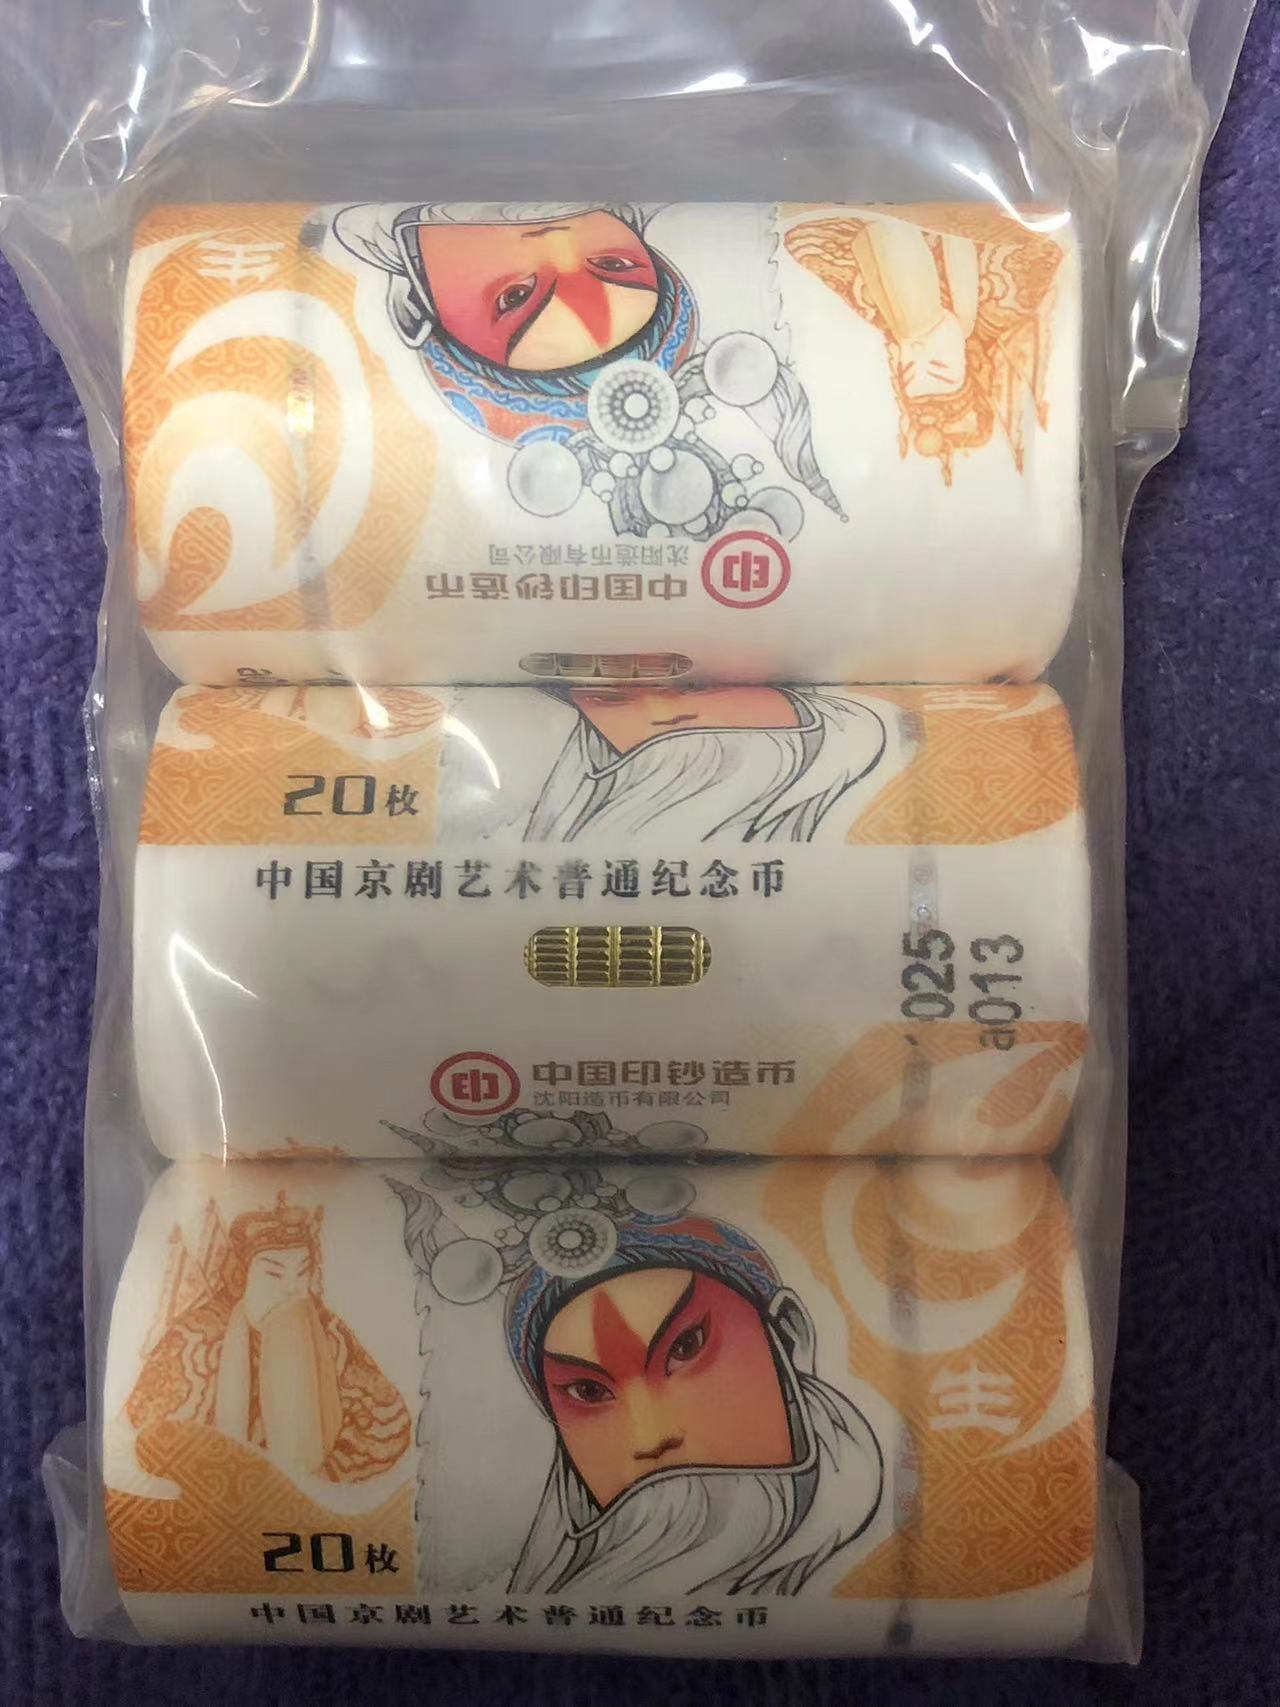 生
沈阳造币有限公司
中国印钞造币
生
20枚
中国京剧艺术普通纪念币
025
a013
中国印钞造币
沈阳造币有限公司
生
20枚
中国京剧艺术普通纪念币